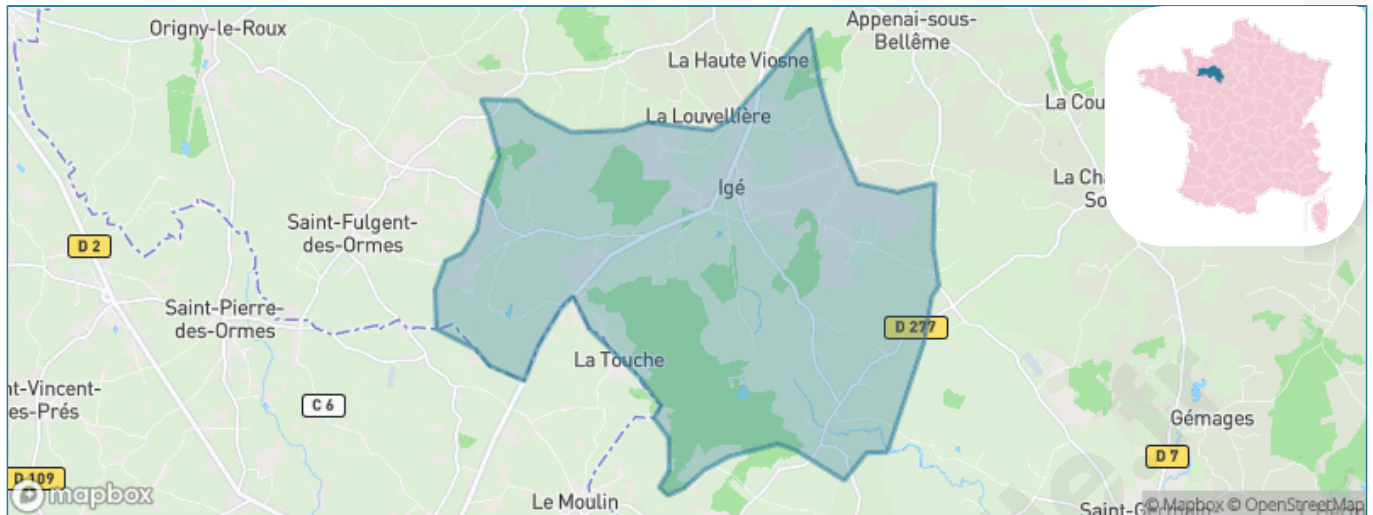 Origny-le-Roux
Appenai-sous-
Bellême
La Haute Viosne
La Cou
La Louvellière
Igé
La Cha
So
Saint-Fulgent-
des-Ormes
D 2
Saint-Pierre-
des-Ormes
D 277
La Touche
nt-Vincent-
es-Prés
C 6
Gémages
D 7
D 109
mapbox
Le Moulin
© Mapbox © OpenStreetMap